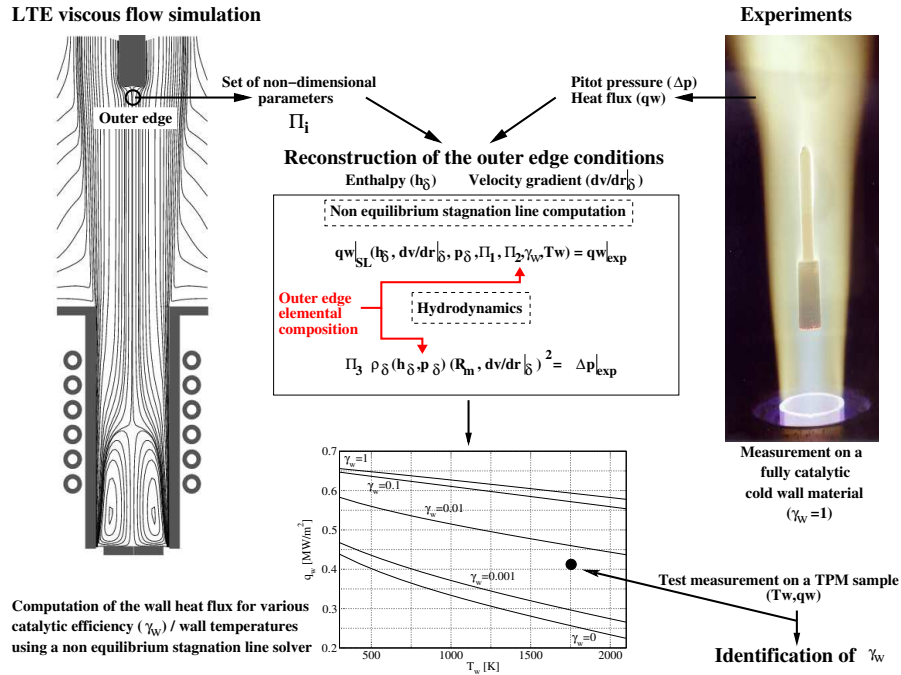 LTE viscous flow simulation
Experiments
Outer edge
Set of non-dimensional
parameters
Π_i
Pitot pressure (Δp)
Heat flux (qw)
Reconstruction of the outer edge conditions
Enthalpy (h_δ)
Velocity gradient (dv/dr|_δ)
Non equilibrium stagnation line computation
qw|_SL (h_δ, dv/dr|_δ, p_δ, Π_1, Π_2, γ_w, Tw) = qw|_exp
Outer edge
elemental
composition
Hydrodynamics
Π_3 ρ_δ (h_δ, p_δ) (R_m, dv/dr|_δ)^2 = Δp|_exp
Measurement on a
fully catalytic
cold wall material
(γ_w =1)
0.7
0.6
0.5
0.4
0.3
0.2
q_w [MW/m^2]
γ_w=1
γ_w=0.1
γ_w=0.01
γ_w=0.001
γ_w=0
500
1000
1500
2000
T_w [K]
Test measurement on a TPM sample
(Tw,qw)
Identification of γ_w
Computation of the wall heat flux for various
catalytic efficiency (γ_w) / wall temperatures
using a non equilibrium stagnation line solver